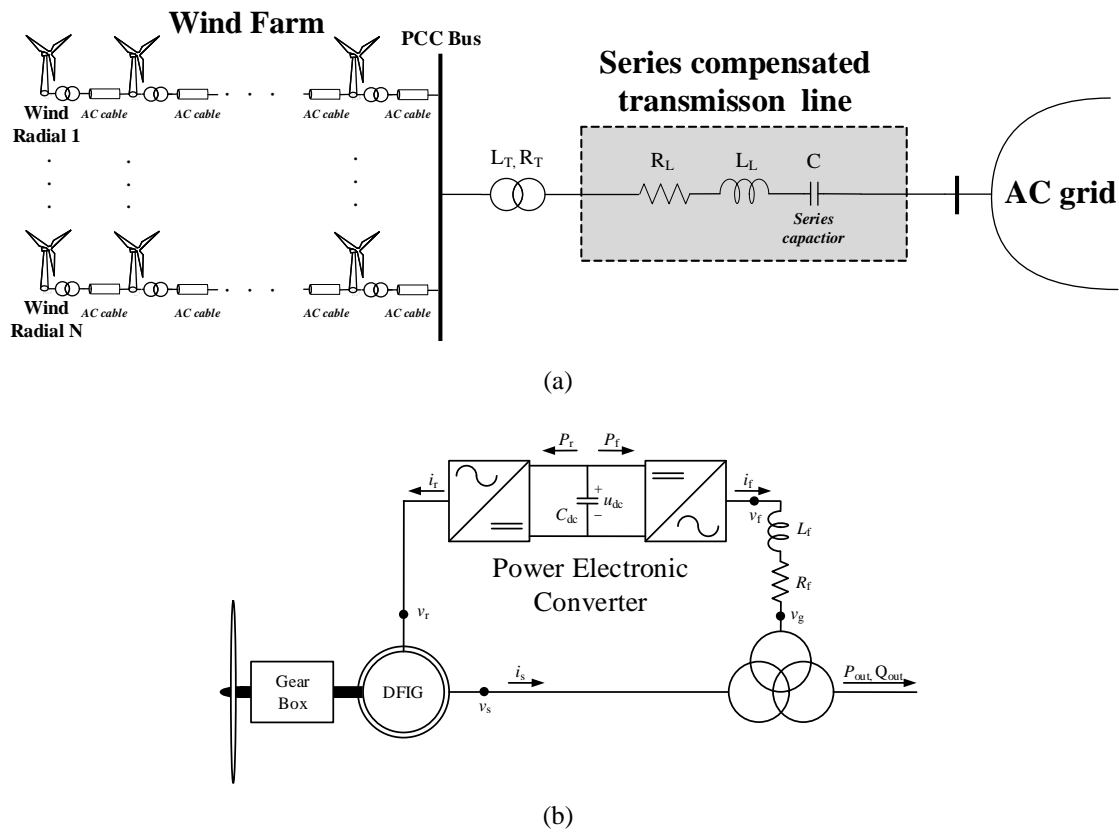 Wind Farm
PCC Bus
Series compensated
transmisson line
Wind
Radial 1
AC cable
AC cable
. . . .
AC cable
AC cable
L_T, R_T
R_L
L_L
C
Series
capactior
AC grid
Wind
Radial N
AC cable
AC cable
. . . .
AC cable
AC cable
(a)
P_r
P_f
i_r
i_f
C_dc
+
u_dc
−
v_f
L_f
Power Electronic
Converter
R_f
v_r
v_g
Gear
Box
DFIG
i_s
v_s
P_out, Q_out
(b)